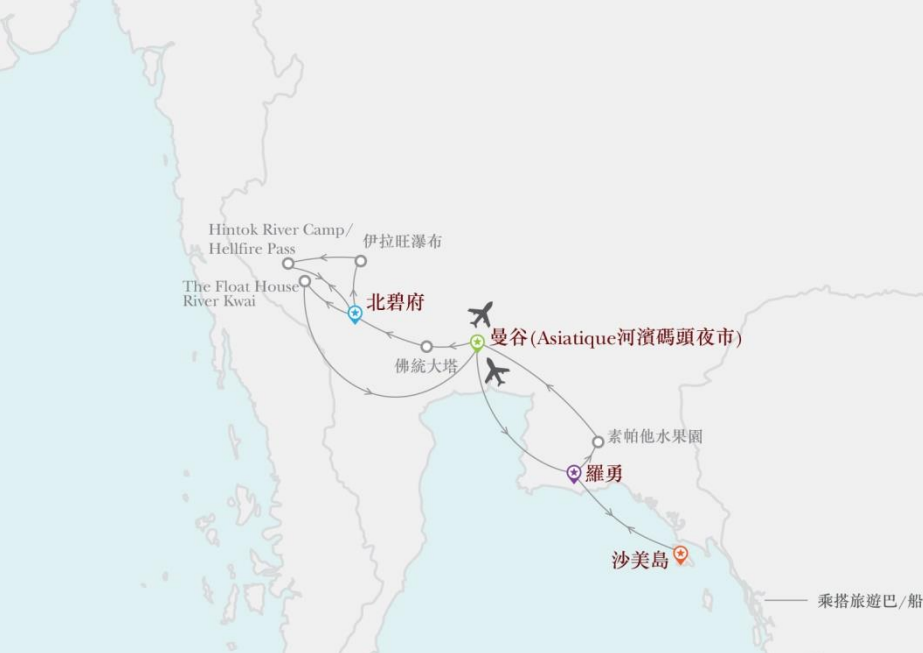 Hintok River Camp/
Hellfire Pass
伊拉旺瀑布
The Float House
River Kwai
北碧府
曼谷(Asiatique河濱碼頭夜市)
佛統大塔
素帕他水果園
羅勇
沙美島
乘搭旅遊巴/船